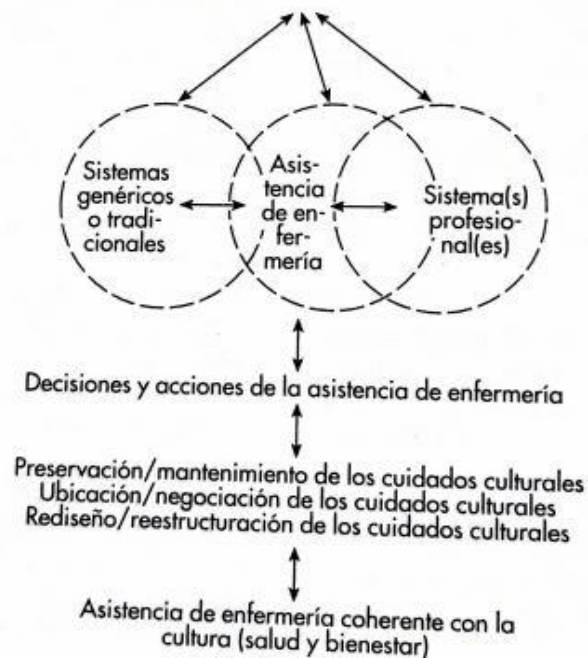 Sistemas
genéricos
o tradi-
cionales
Asis-
tencia
de en-
fer-
mería
Sistema(s)
profesio-
nal(es)
Decisiones y acciones de la asistencia de enfermería
Preservación/mantenimiento de los cuidados culturales
Ubicación/negociación de los cuidados culturales
Rediseño/reestructuración de los cuidados culturales
Asistencia de enfermería coherente con la
cultura (salud y bienestar)